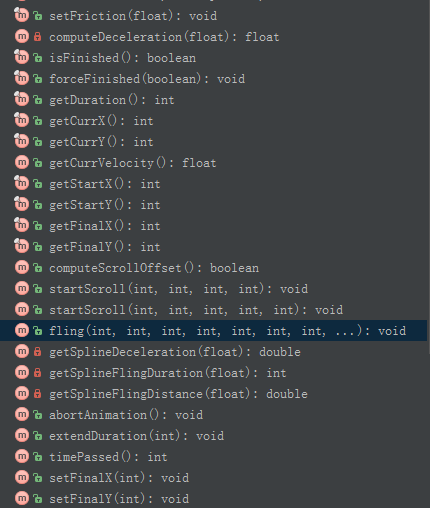 setFriction(float): void
computeDeceleration(float): float
isFinished(): boolean
forceFinished(boolean): void
getDuration(): int
getCurrX(): int
getCurrY(): int
getCurrVelocity(): float
getStartX(): int
getStartY(): int
getFinalX(): int
getFinalY(): int
computeScrollOffset(): boolean
startScroll(int, int, int, int): void
startScroll(int, int, int, int, int): void
fling(int, int, int, int, int, int, int, ...): void
getSplineDeceleration(float): double
getSplineFlingDuration(float): int
getSplineFlingDistance(float): double
abortAnimation(): void
extendDuration(int): void
timePassed(): int
setFinalX(int): void
setFinalY(int): void